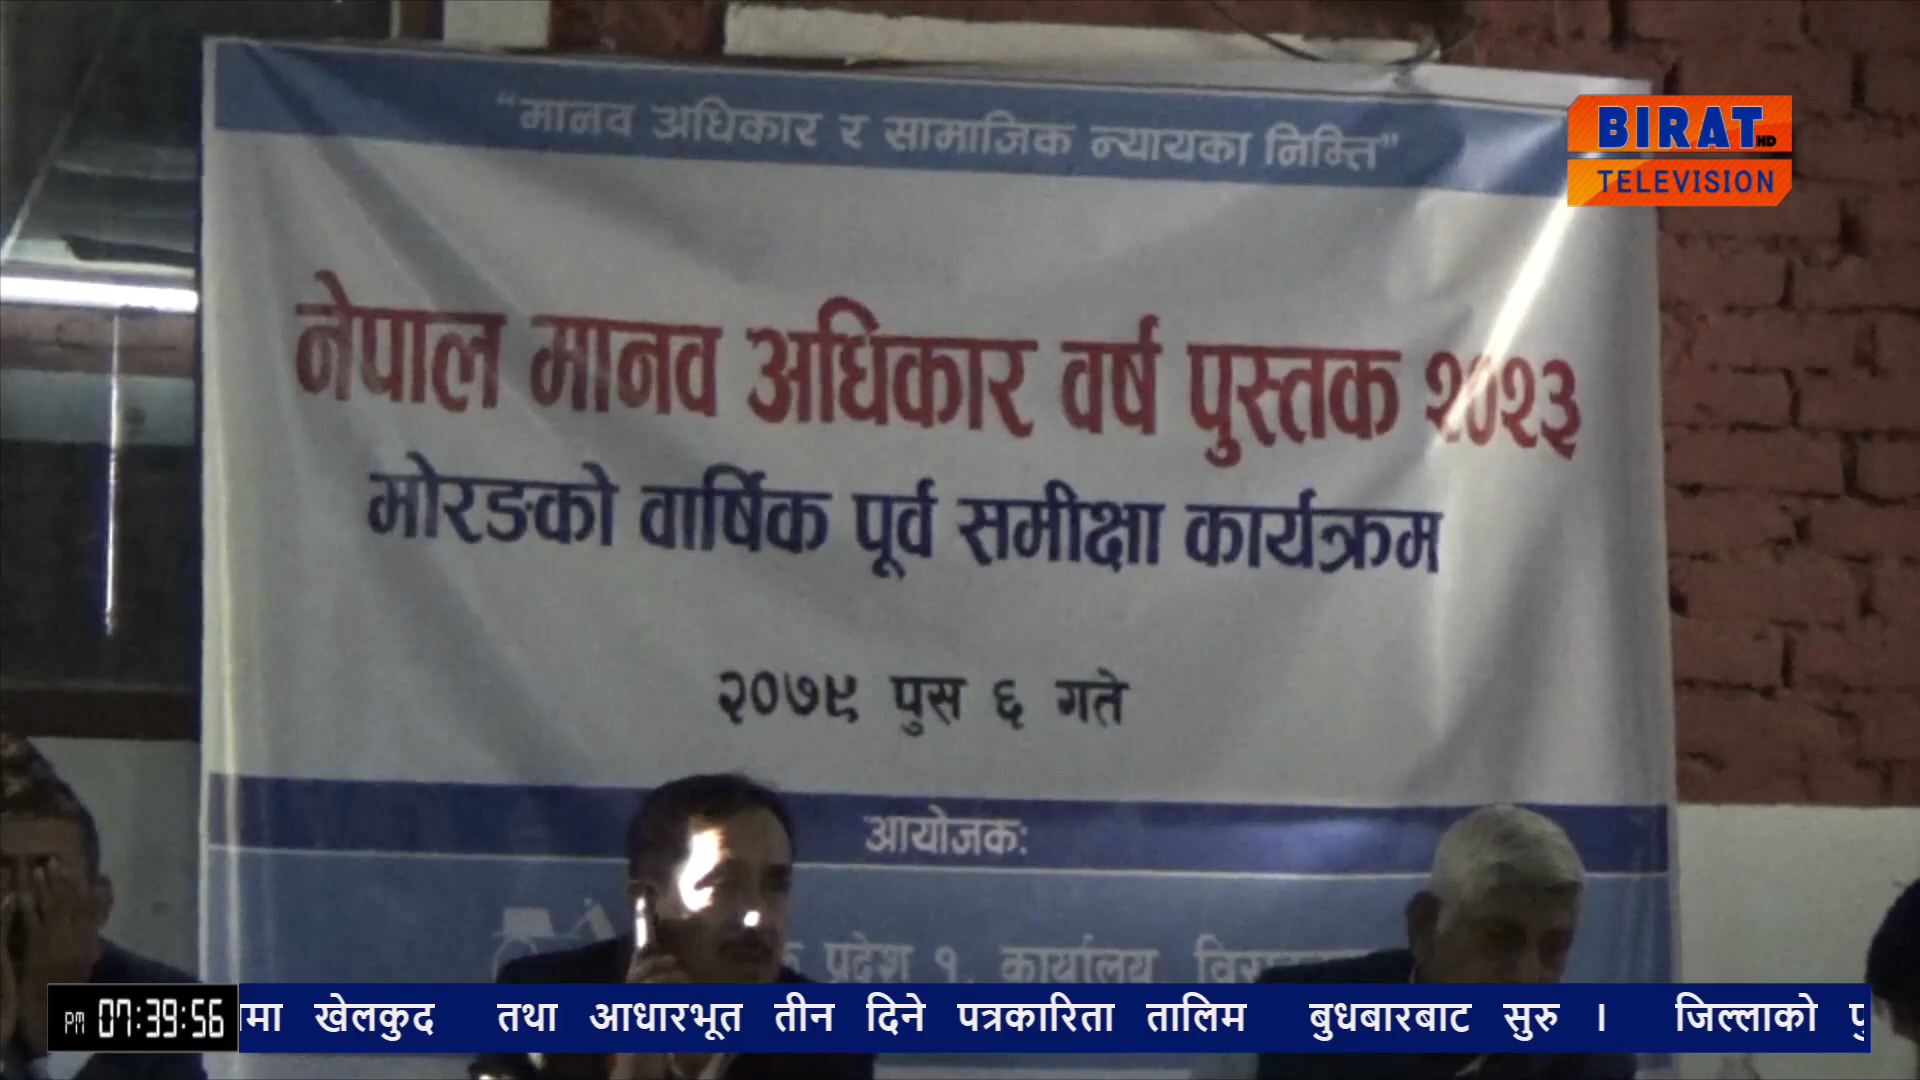 “मानव अधिकार र सामाजिक न्यायका निम्ति”
BIRAT HD
TELEVISION
नेपाल मानव अधिकार वर्ष पुस्तक २०२३
मोरङको वार्षिक पूर्व समीक्षा कार्यक्रम
२०७९ पुस ६ गते
आयोजकः
प्रदेश १, कार्यालय,
PM 07:39:56
खेलकुद तथा आधारभूत तीन दिने पत्रकारिता तालिम बुधबारबाट सुरु । जिल्लाको